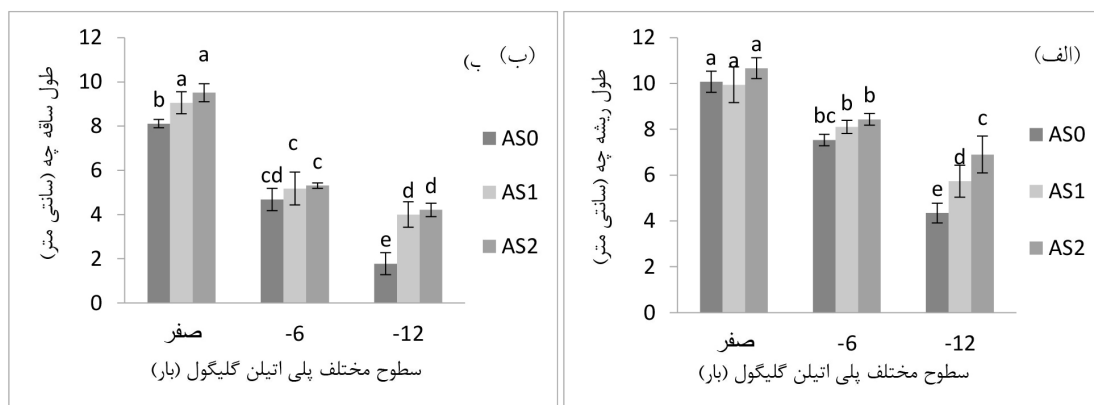 (الف)
12
10
8
6
4
2
0
طول ریشه چه (سانتی متر)
a
a
a
bc
b
b
e
d
c
صفر
-6
-12
سطوح مختلف پلی اتیلن گلیگول (بار)
AS0
AS1
AS2
(ب)
ب)
12
10
8
6
4
2
0
طول ساقه چه (سانتی متر)
b
a
a
cd
c
c
e
d
d
صفر
-6
-12
سطوح مختلف پلی اتیلن گلیگول (بار)
AS0
AS1
AS2